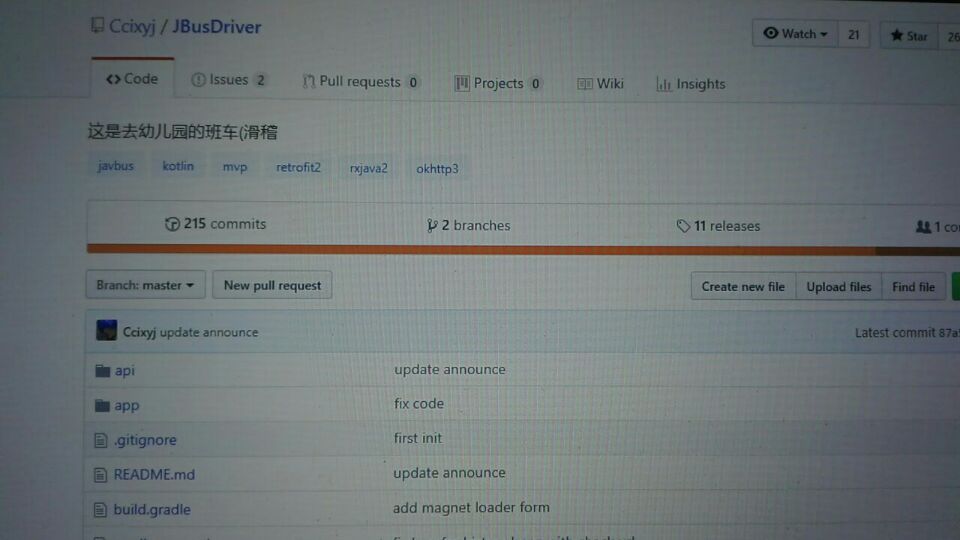 Ccixyj / JBusDriver
Watch 21 Star 26
Code Issues 2 Pull requests 0 Projects 0 Wiki Insights
这是去幼儿园的班车(滑稽
javbus kotlin mvp retrofit2 rxjava2 okhttp3
215 commits 2 branches 11 releases 1 co
Branch: master New pull request Create new file Upload files Find file
Ccixyj update announce Latest commit 87a
api update announce
app fix code
.gitignore first init
README.md update announce
build.gradle add magnet loader form